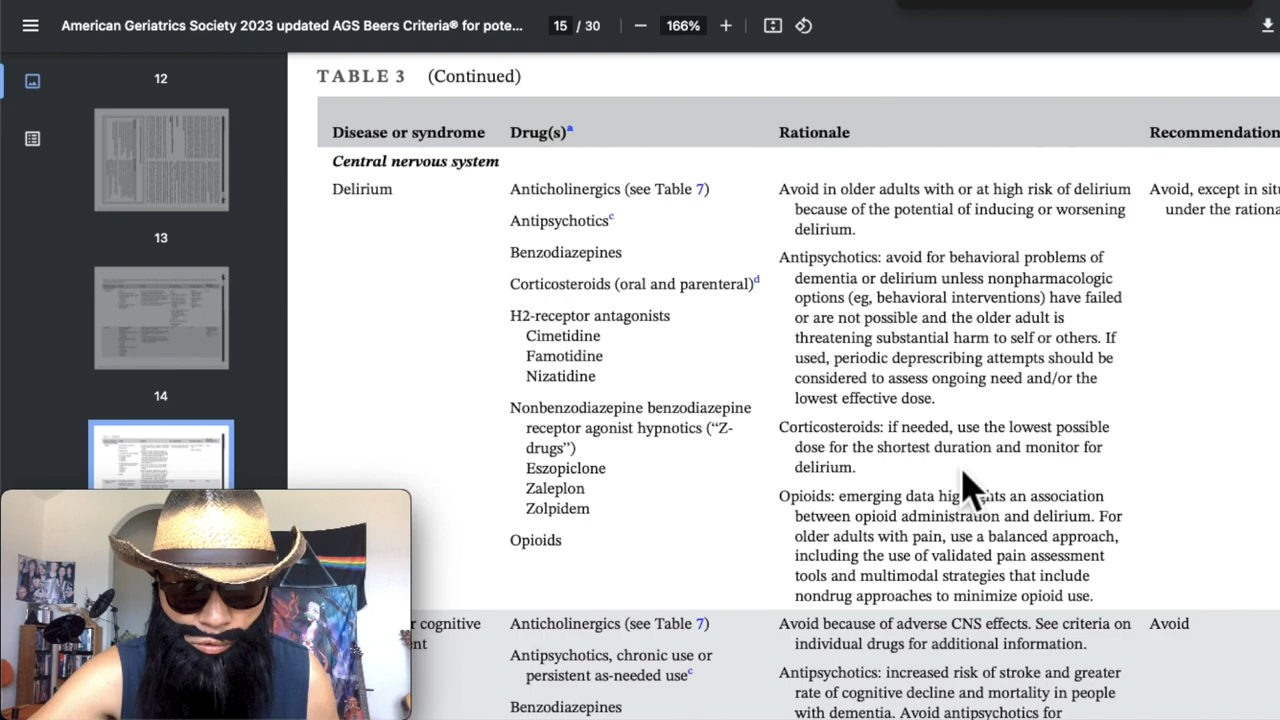 American Geriatrics Society 2023 updated AGS Beers Criteria® for pote...
15 / 30
166%
12
13
14
TABLE 3 (Continued)
Disease or syndrome Drug(s)a Rationale Recommendation
Central nervous system
Delirium
Anticholinergics (see Table 7)
Antipsychoticsc
Benzodiazepines
Corticosteroids (oral and parenteral)d
H2-receptor antagonists
Cimetidine
Famotidine
Nizatidine
Nonbenzodiazepine benzodiazepine
receptor agonist hypnotics (“Z-
drugs”)
Eszopiclone
Zaleplon
Zolpidem
Opioids
Avoid in older adults with or at high risk of delirium
because of the potential of inducing or worsening
delirium.
Antipsychotics: avoid for behavioral problems of
dementia or delirium unless nonpharmacologic
options (eg, behavioral interventions) have failed
or are not possible and the older adult is
threatening substantial harm to self or others. If
used, periodic deprescribing attempts should be
considered to assess ongoing need and/or the
lowest effective dose.
Corticosteroids: if needed, use the lowest possible
dose for the shortest duration and monitor for
delirium.
Opioids: emerging data highlights an association
between opioid administration and delirium. For
older adults with pain, use a balanced approach,
including the use of validated pain assessment
tools and multimodal strategies that include
nondrug approaches to minimize opioid use.
Avoid, except in
under the
cognitive
Anticholinergics (see Table 7)
Antipsychotics, chronic use or
persistent as-needed usec
Benzodiazepines
Avoid because of adverse CNS effects. See criteria on
individual drugs for additional information.
Antipsychotics: increased risk of stroke and greater
rate of cognitive decline and mortality in people
with dementia. Avoid antipsychotics for
Avoid